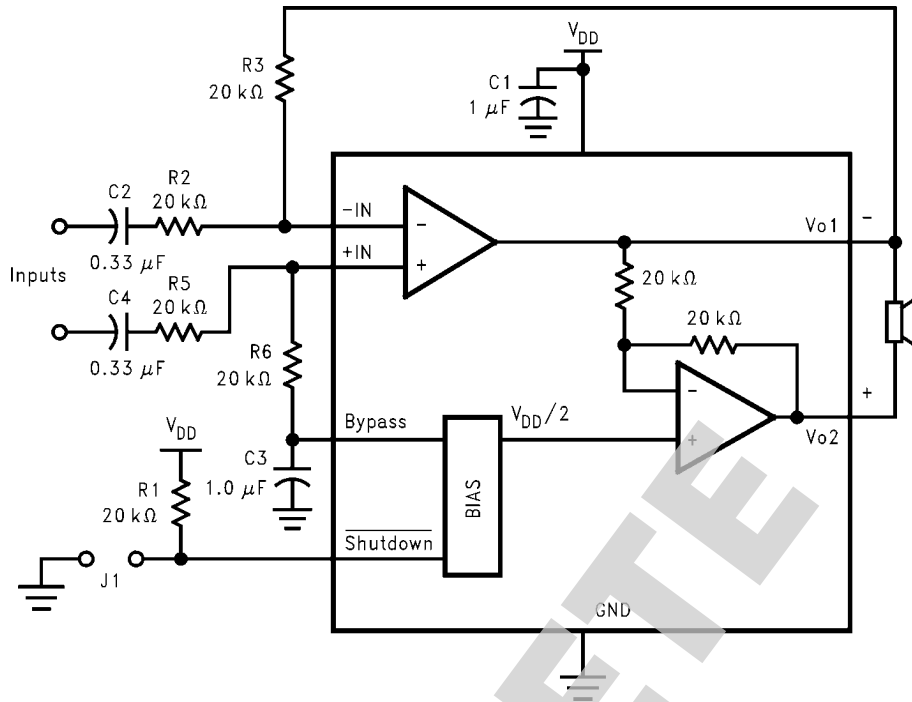 R3
20 kΩ
V_DD
C1
1 µF
C2
0.33 µF
R2
20 kΩ
Inputs
C4
0.33 µF
R5
20 kΩ
-IN
+IN
-
+
Vo1
-
20 kΩ
20 kΩ
R6
20 kΩ
Bypass
V_DD/2
-
+
+
Vo2
V_DD
R1
20 kΩ
C3
1.0 µF
BIAS
Shutdown
J1
GND
ETE